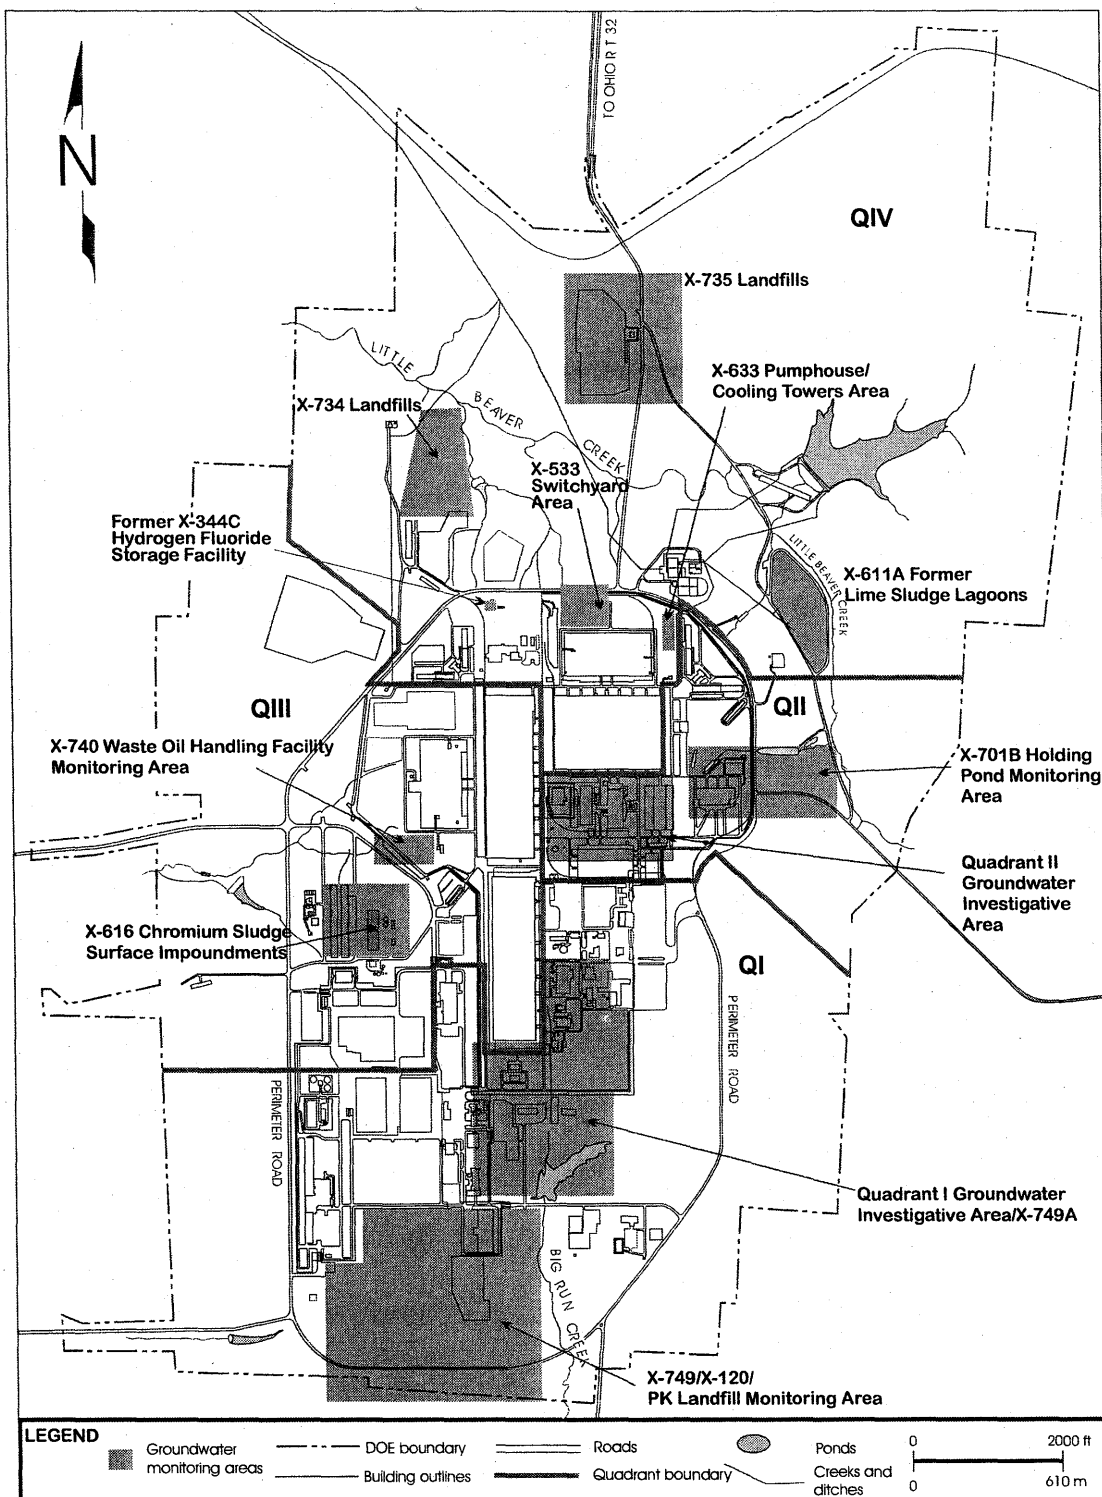 TO OHIO RT 32
N
QIV
X-735 Landfills
LITTLE BEAVER CREEK
X-633 Pumphouse/
Cooling Towers Area
X-734 Landfills
X-533
Switchyard
Area
Former X-344C
Hydrogen Fluoride
Storage Facility
LITTLE BEAVER CREEK
X-611A Former
Lime Sludge Lagoons
QIII
QII
X-740 Waste Oil Handling Facility
Monitoring Area
X-701B Holding
Pond Monitoring
Area
Quadrant II
Groundwater
Investigative
Area
X-616 Chromium Sludge
Surface Impoundments
QI
PERIMETER ROAD
PERIMETER ROAD
Quadrant I Groundwater
Investigative Area/X-749A
BIG RUN CREEK
X-749/X-120/
PK Landfill Monitoring Area
LEGEND
Groundwater
monitoring areas
DOE boundary
Building outlines
Roads
Quadrant boundary
Ponds
Creeks and
ditches
0 2000 ft
0 610 m